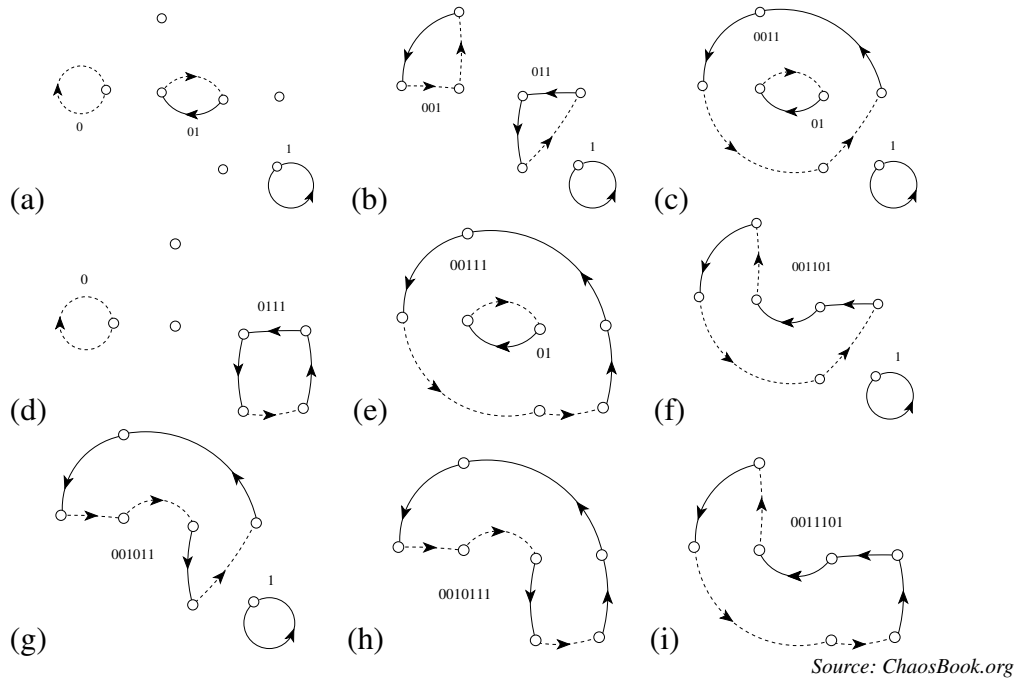 0
01
1
(a)
001
011
1
(b)
0011
01
1
(c)
0
0111
(d)
00111
01
(e)
001101
1
(f)
001011
1
(g)
0010111
(h)
0011101
(i)
Source: ChaosBook.org